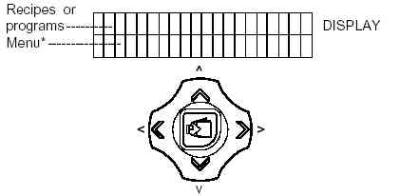 Recipes or
programs
DISPLAY
Menu*
^
< >
v